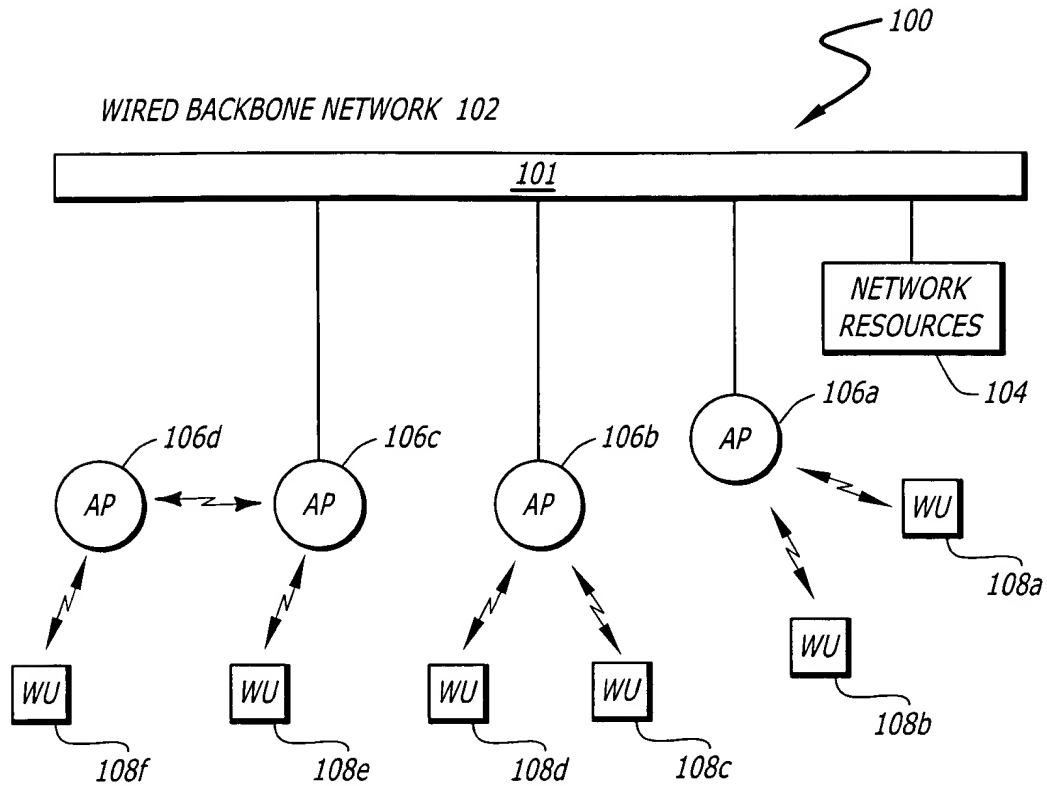 100
WIRED BACKBONE NETWORK 102
101
NETWORK
RESOURCES
104
106a
AP
106d
106c
106b
AP
AP
AP
WU
108a
WU
108b
WU
WU
WU
WU
108f
108e
108d
108c